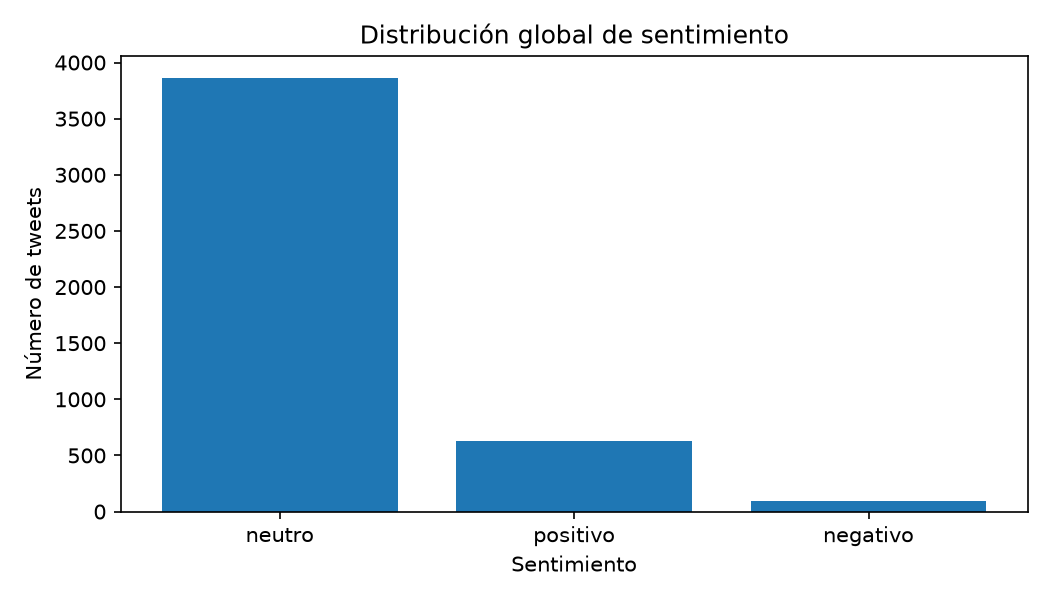 Distribución global de sentimiento
4000
3500
3000
2500
2000
1500
1000
500
0
Número de tweets
neutro
positivo
negativo
Sentimiento